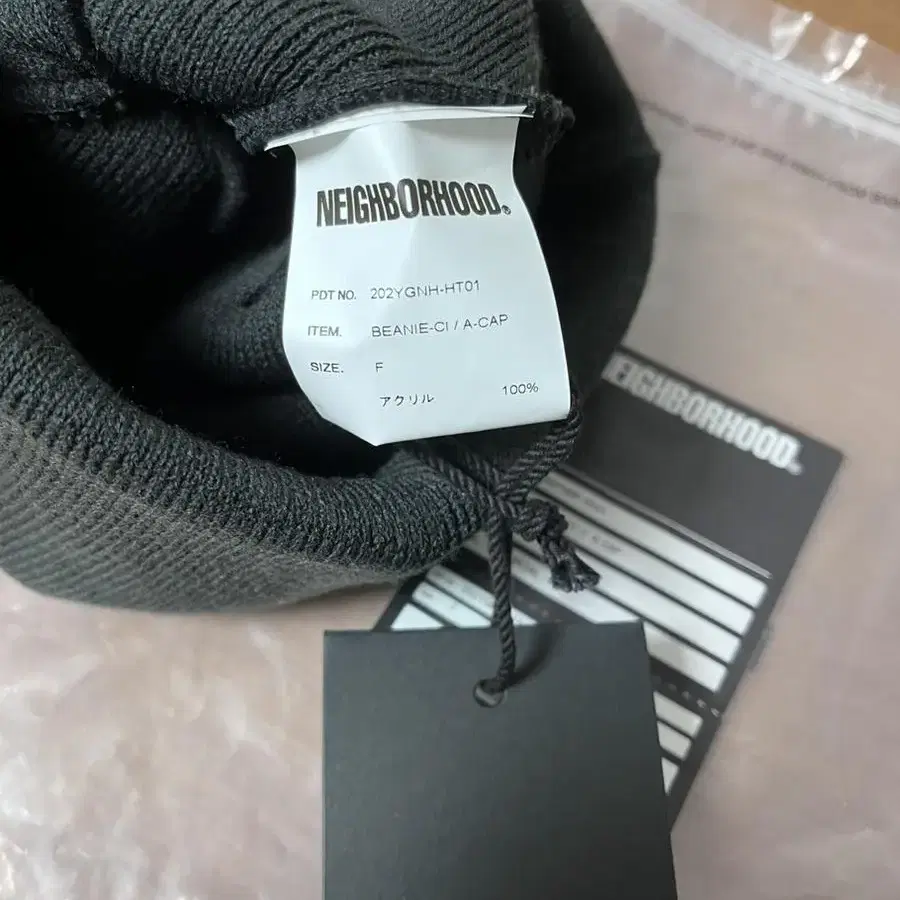 NEIGHBORHOOD®
PDT NO. 202YGNH-HT01
ITEM. BEANIE-CI / A-CAP
SIZE. F
アクリル 100%
NEIGHBORHOOD®